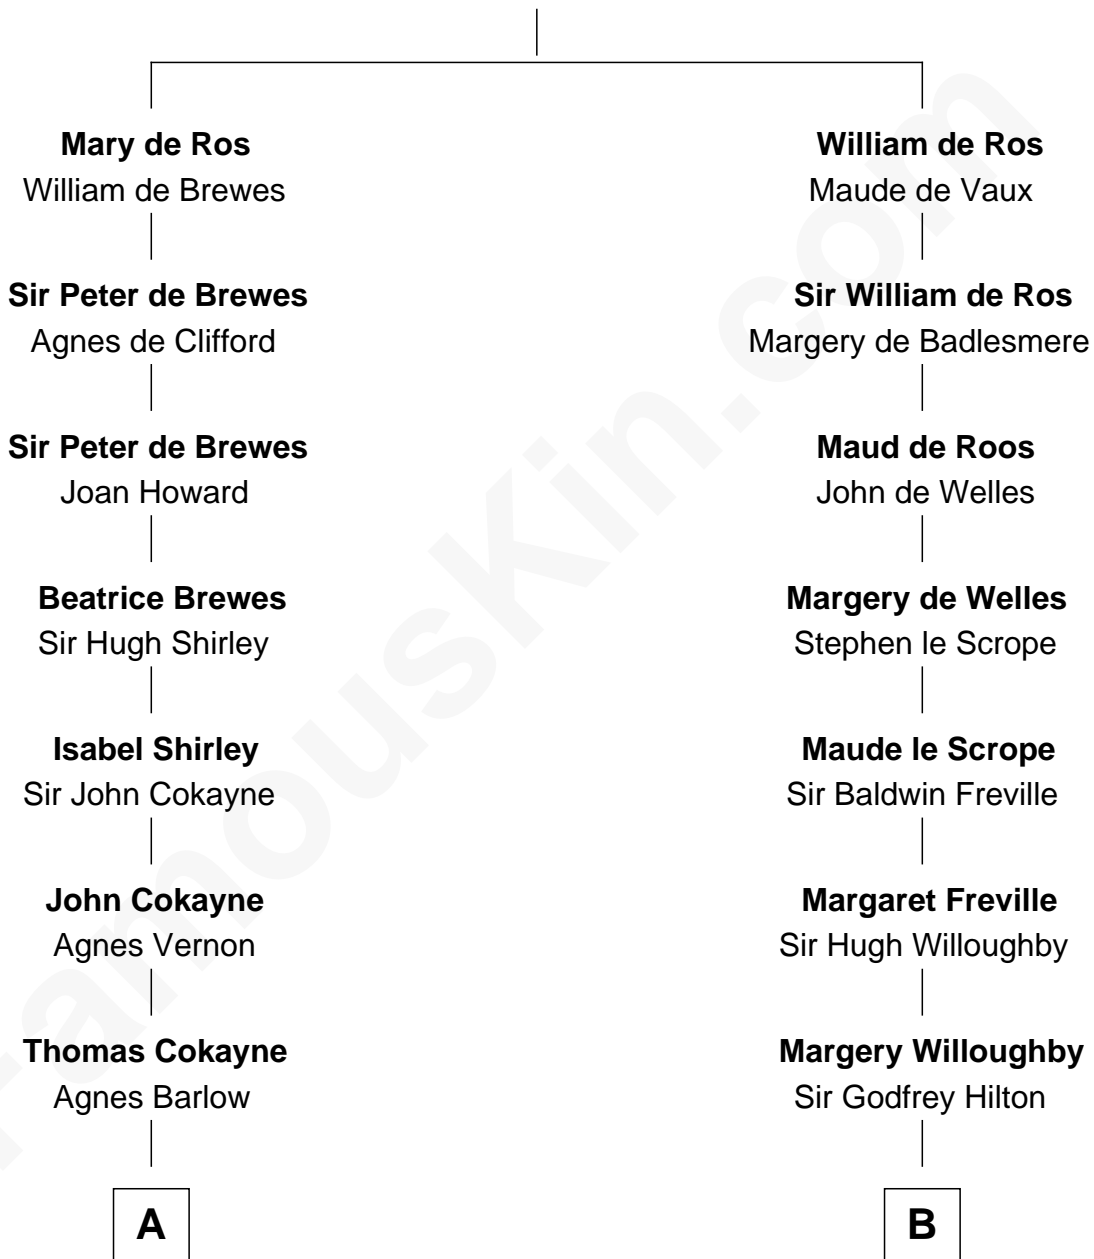 Mary de Ros
William de Brewes
Sir Peter de Brewes
Agnes de Clifford
Sir Peter de Brewes
Joan Howard
Beatrice Brewes
Sir Hugh Shirley
Isabel Shirley
Sir John Cokayne
John Cokayne
Agnes Vernon
Thomas Cokayne
Agnes Barlow
A
William de Ros
Maude de Vaux
Sir William de Ros
Margery de Badlesmere
Maud de Roos
John de Welles
Margery de Welles
Stephen le Scrope
Maude le Scrope
Sir Baldwin Freville
Margaret Freville
Sir Hugh Willoughby
Margery Willoughby
Sir Godfrey Hilton
B
FamousKin.com